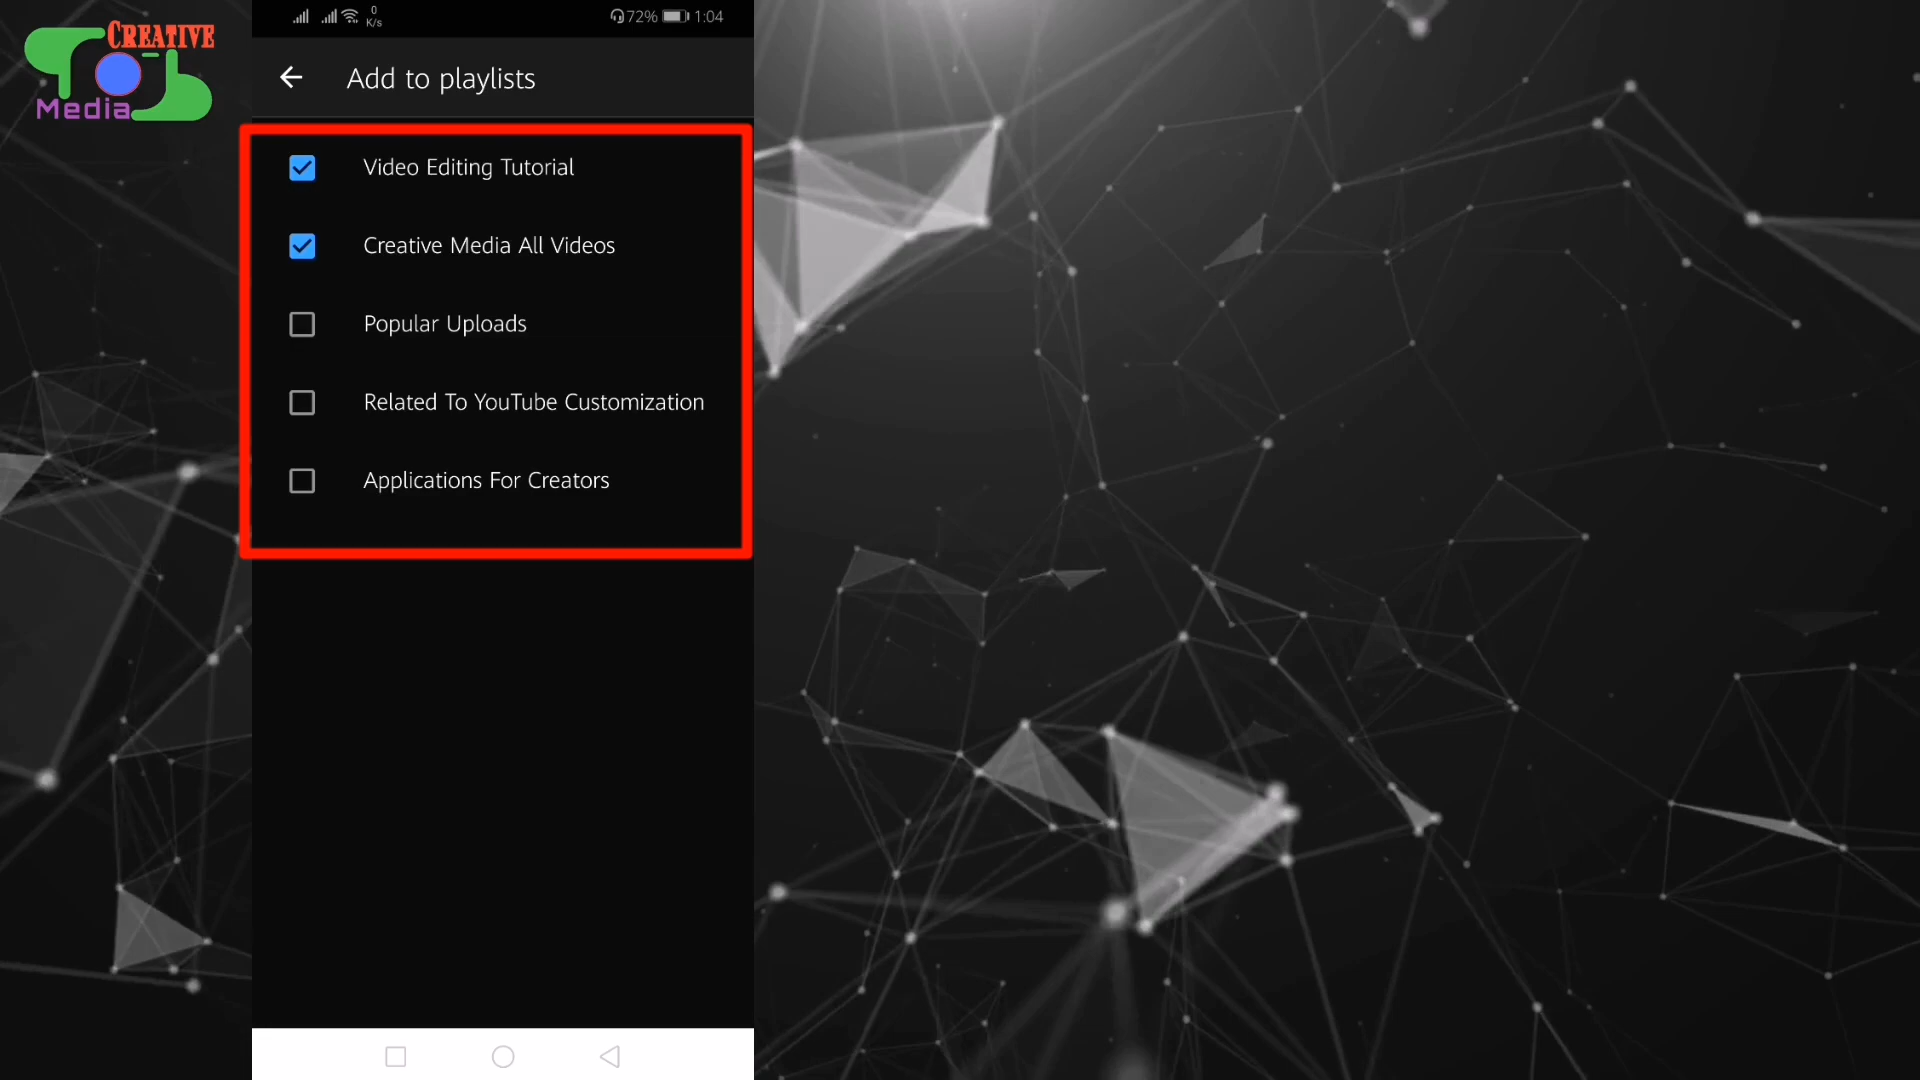 CREATIVE
Media
0
K/s
72%
1:04
Add to playlists
Video Editing Tutorial
Creative Media All Videos
Popular Uploads
Related To YouTube Customization
Applications For Creators